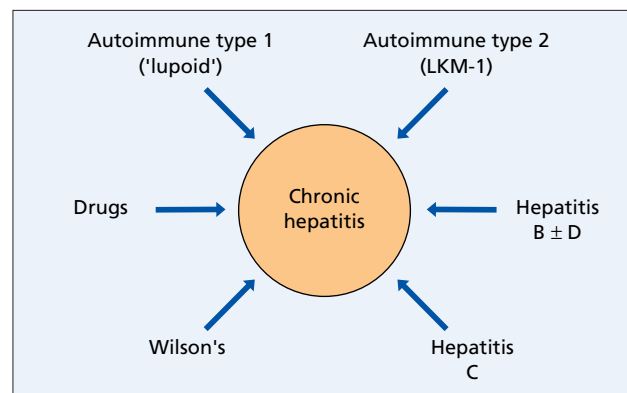 Autoimmune type 1
('lupoid')
Autoimmune type 2
(LKM-1)
Drugs
Chronic
hepatitis
Hepatitis
B ± D
Wilson's
Hepatitis
C